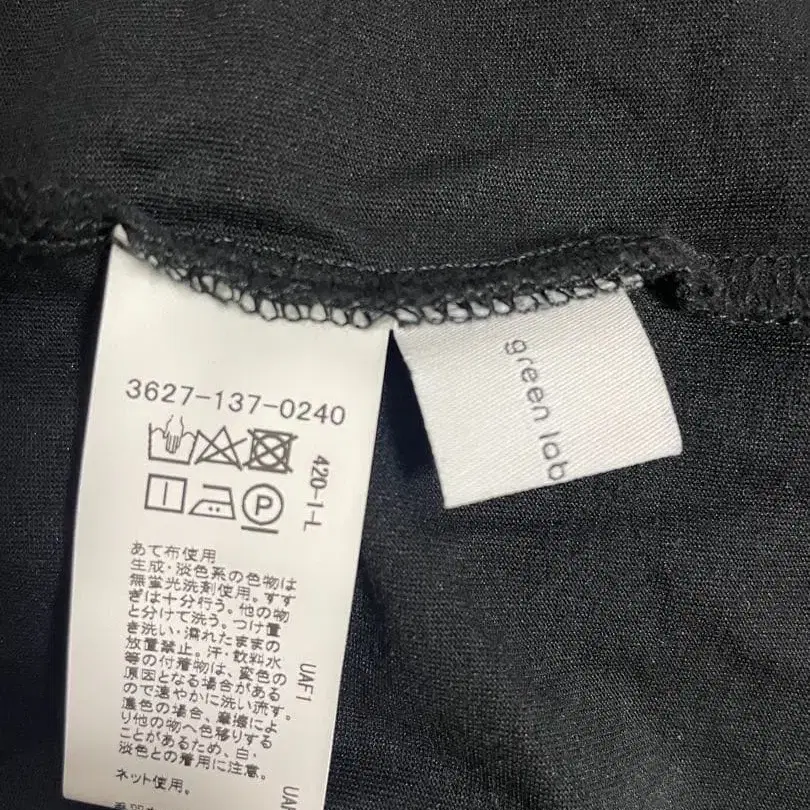 3627-137-0240
420-1-L
P
あて布使用
生成・淡色系の色物は
無蛍光洗剤使用。すす
ぎは十分行う。他の物
と分けて洗う。つけ置
き洗い・濡れたままの
放置禁止。汗・飲料水
等の付着物は、変色の
原因となる場合がある
ので速やかに洗い流す。
濃色の場合、摩擦によ
り他の物へ色移りする
ことがあるため、白・
淡色との着用に注意。
ネット使用。
UAF1
green lab